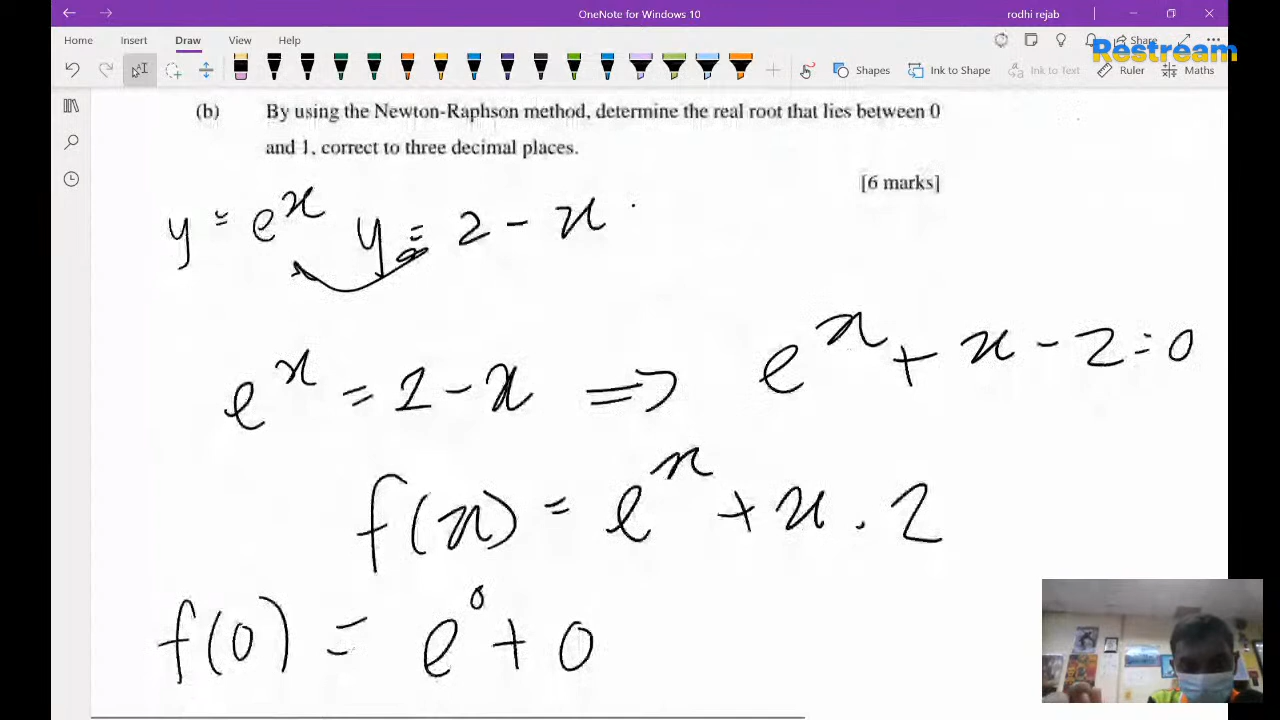 OneNote for Windows 10
rodhi rejab
Home Insert Draw View Help
Share
Restream
Shapes Ink to Shape Ink to Text Ruler Maths
(b) By using the Newton-Raphson method, determine the real root that lies between 0
and 1, correct to three decimal places.
[6 marks]
y = e^x y = 2 - x
e^x = 2 - x => e^x + x - 2 = 0
f(x) = e^x + x . 2
f(0) = e^0 + 0